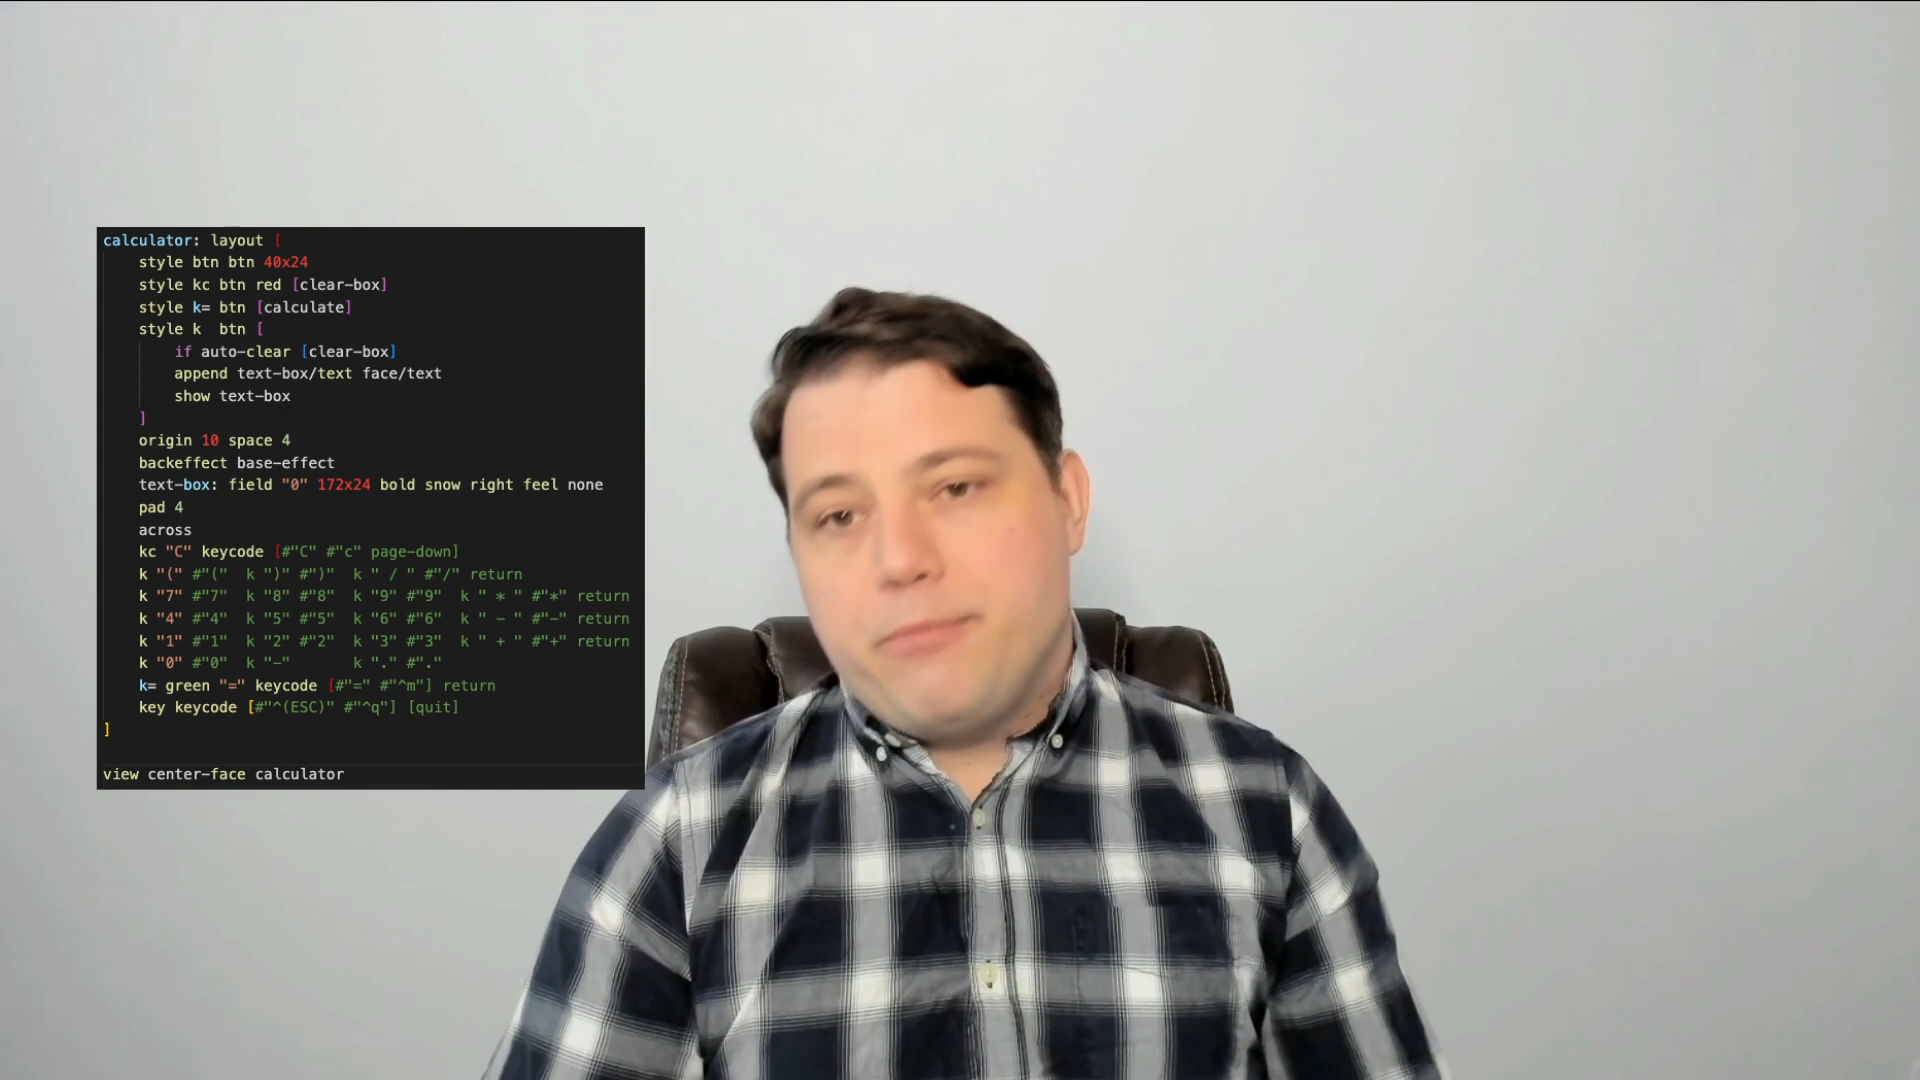 calculator: layout [
style btn btn 40x24
style kc btn red [clear-box]
style k= btn [calculate]
style k  btn [
if auto-clear [clear-box]
append text-box/text face/text
show text-box
]
origin 10 space 4
backeffect base-effect
text-box: field "0" 172x24 bold snow right feel none
pad 4
across
kc "C" keycode [#"C" #"c" page-down]
k "(" #"("  k ")" #")"  k " / " #"/" return
k "7" #"7"  k "8" #"8"  k "9" #"9"  k " * " #"*" return
k "4" #"4"  k "5" #"5"  k "6" #"6"  k " - " #"-" return
k "1" #"1"  k "2" #"2"  k "3" #"3"  k " + " #"+" return
k "0" #"0"  k "-"       k "." #"."
k= green "=" keycode [#"=" #"^m"] return
key keycode [#"^(ESC)" #"^q"] [quit]
]
view center-face calculator